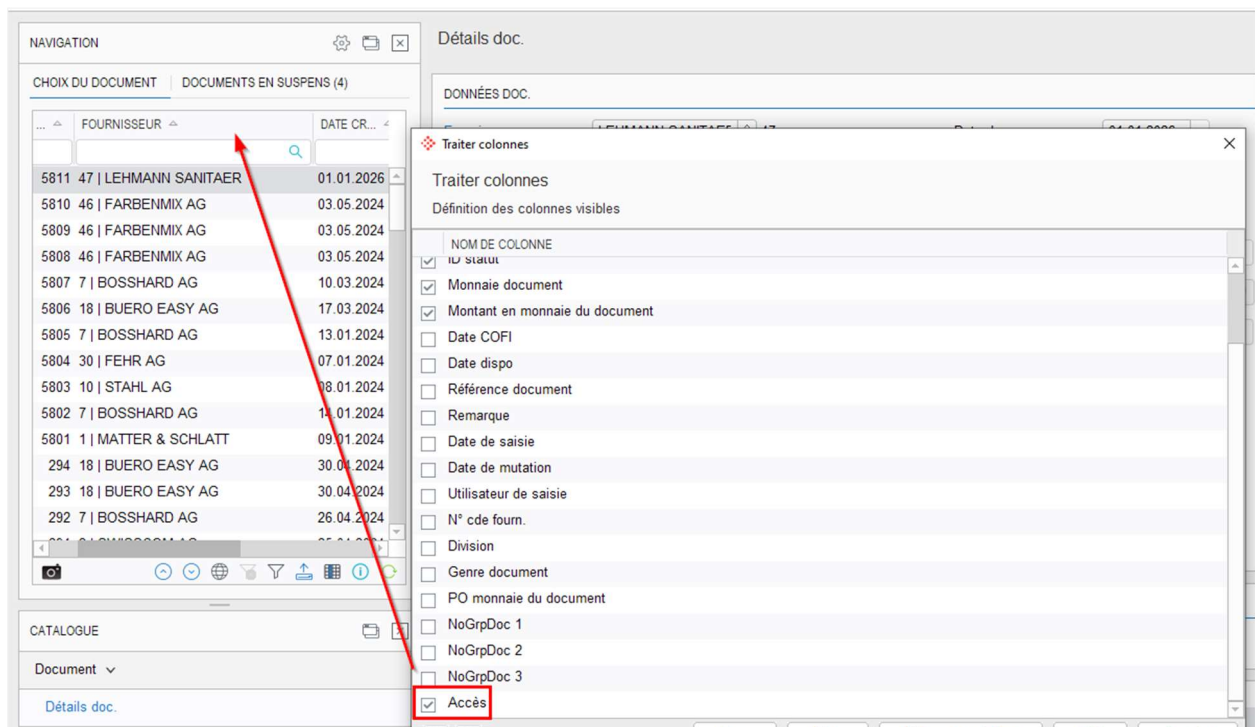 NAVIGATION
CHOIX DU DOCUMENT
DOCUMENTS EN SUSPENS (4)
... FOURNISSEUR DATE CR...
5811 47 | LEHMANN SANITAER 01.01.2026
5810 46 | FARBENMIX AG 03.05.2024
5809 46 | FARBENMIX AG 03.05.2024
5808 46 | FARBENMIX AG 03.05.2024
5807 7 | BOSSHARD AG 10.03.2024
5806 18 | BUERO EASY AG 17.03.2024
5805 7 | BOSSHARD AG 13.01.2024
5804 30 | FEHR AG 07.01.2024
5803 10 | STAHL AG 08.01.2024
5802 7 | BOSSHARD AG 14.01.2024
5801 1 | MATTER & SCHLATT 09.01.2024
294 18 | BUERO EASY AG 30.04.2024
293 18 | BUERO EASY AG 30.04.2024
292 7 | BOSSHARD AG 26.04.2024
CATALOGUE
Document
Détails doc.
Détails doc.
DONNÉES DOC.
Traiter colonnes
Traiter colonnes
Définition des colonnes visibles
NOM DE COLONNE
ID statut
Monnaie document
Montant en monnaie du document
Date COFI
Date dispo
Référence document
Remarque
Date de saisie
Date de mutation
Utilisateur de saisie
N° cde fourn.
Division
Genre document
PO monnaie du document
NoGrpDoc 1
NoGrpDoc 2
NoGrpDoc 3
Accès